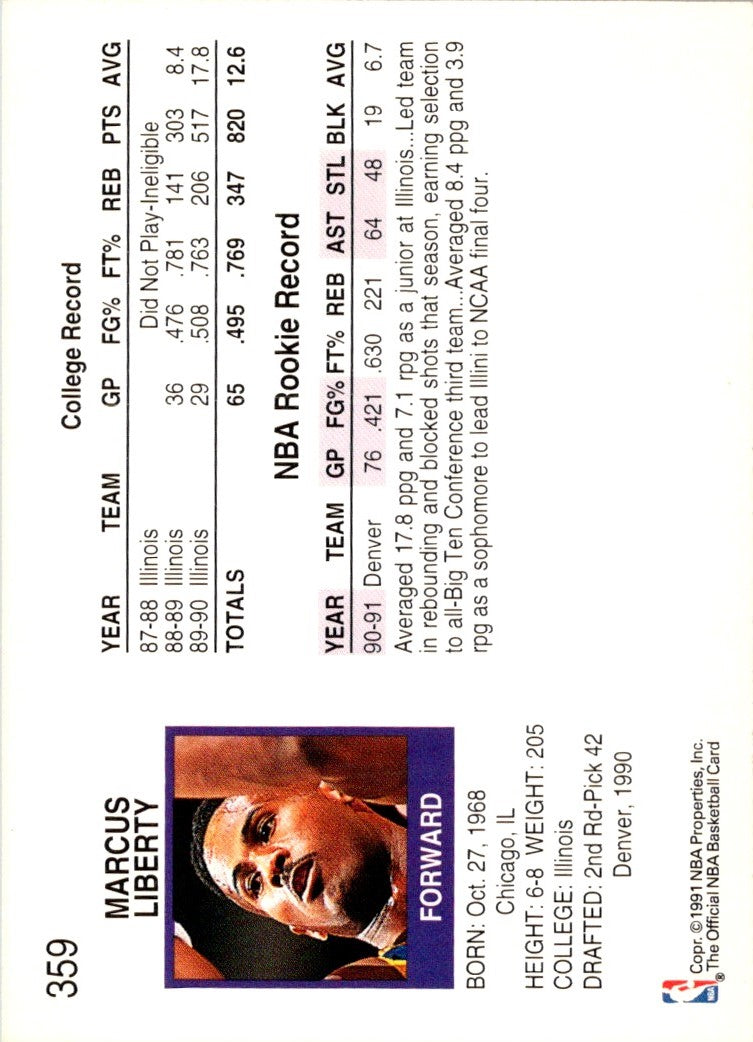 359
MARCUS
LIBERTY
FORWARD
BORN: Oct. 27, 1968
Chicago, IL
HEIGHT: 6-8 WEIGHT: 205
COLLEGE: Illinois
DRAFTED: 2nd Rd-Pick 42
Denver, 1990
NBA
®
Copr. ©1991 NBA Properties, Inc.
The Official NBA Basketball Card
College Record
YEAR TEAM GP FG% FT% REB PTS AVG
87-88 Illinois Did Not Play-Ineligible
88-89 Illinois 36 .476 .781 141 303 8.4
89-90 Illinois 29 .508 .763 206 517 17.8
TOTALS 65 .495 .769 347 820 12.6
NBA Rookie Record
YEAR TEAM GP FG% FT% REB AST STL BLK AVG
90-91 Denver 76 .421 .630 221 64 48 19 6.7
Averaged 17.8 ppg and 7.1 rpg as a junior at Illinois...Led team
in rebounding and blocked shots that season, earning selection
to all-Big Ten Conference third team...Averaged 8.4 ppg and 3.9
rpg as a sophomore to lead Illini to NCAA final four.